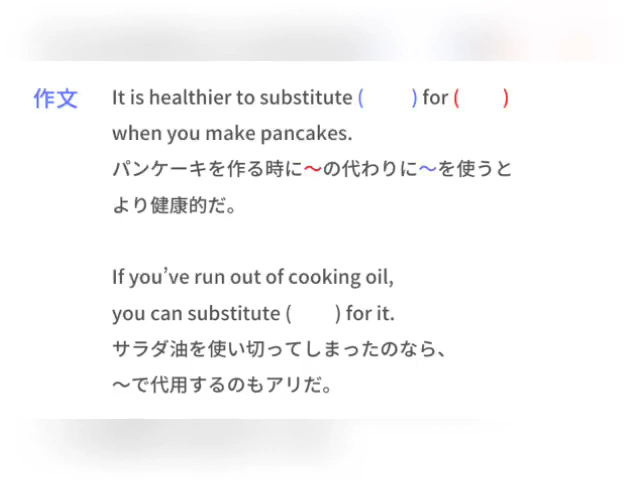 作文
It is healthier to substitute (　　) for (　　)
when you make pancakes.
パンケーキを作る時に〜の代わりに〜を使うと
より健康的だ。
If you’ve run out of cooking oil,
you can substitute (　　) for it.
サラダ油を使い切ってしまったのなら、
〜で代用するのもアリだ。